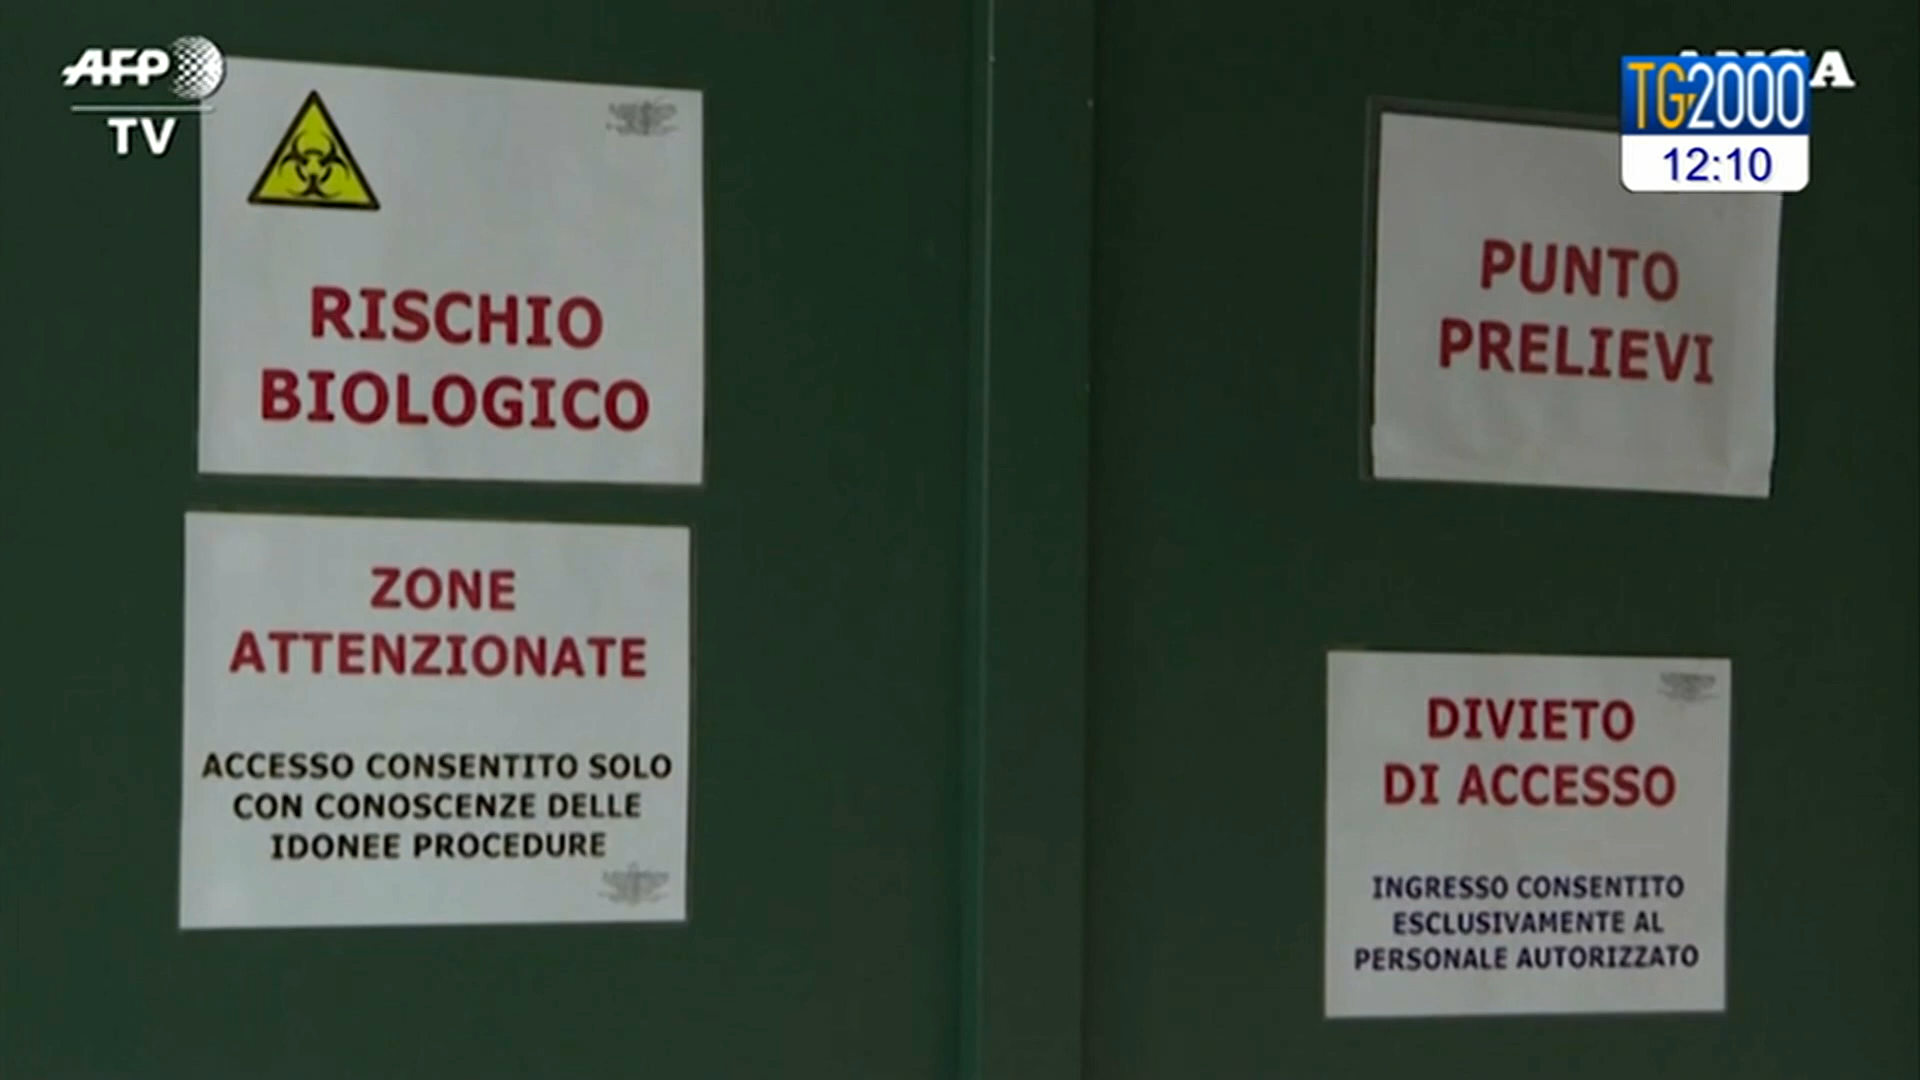 AFP
TV
TG2000
12:10
RISCHIO
BIOLOGICO
ZONE
ATTENZIONATE
ACCESSO CONSENTITO SOLO
CON CONOSCENZE DELLE
IDONEE PROCEDURE
PUNTO
PRELIEVI
DIVIETO
DI ACCESSO
INGRESSO CONSENTITO
ESCLUSIVAMENTE AL
PERSONALE AUTORIZZATO